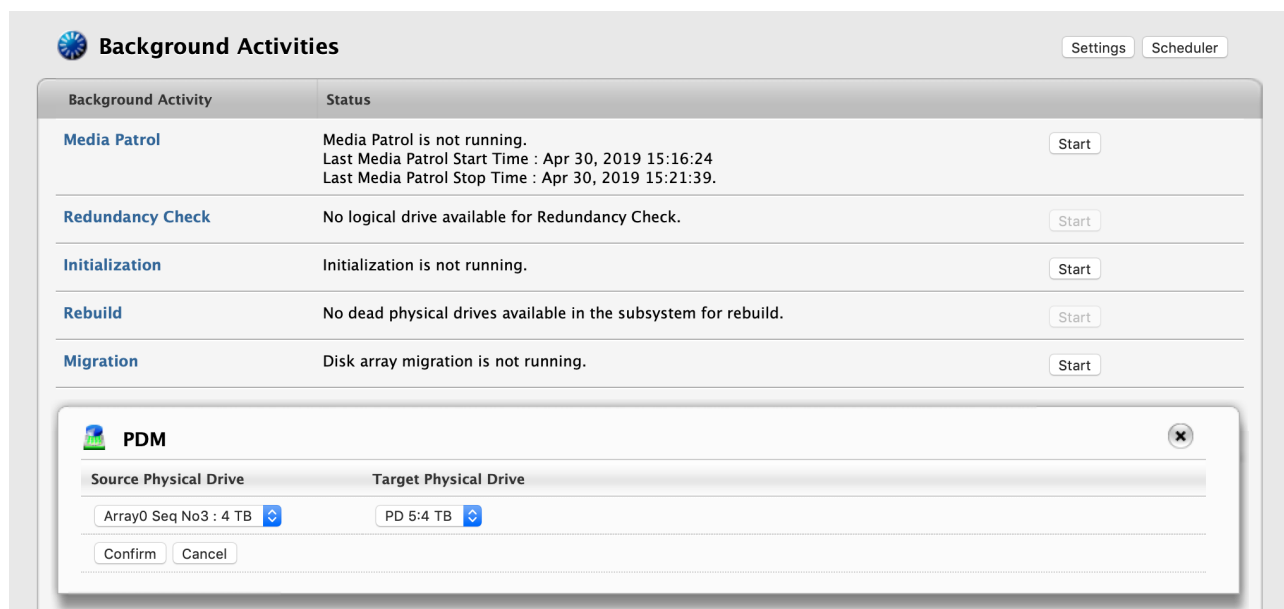 Background Activities
Settings Scheduler
Background Activity Status
Media Patrol Media Patrol is not running. Start
Last Media Patrol Start Time : Apr 30, 2019 15:16:24
Last Media Patrol Stop Time : Apr 30, 2019 15:21:39.
Redundancy Check No logical drive available for Redundancy Check. Start
Initialization Initialization is not running. Start
Rebuild No dead physical drives available in the subsystem for rebuild. Start
Migration Disk array migration is not running. Start
PDM
Source Physical Drive Target Physical Drive
Array0 Seq No3 : 4 TB PD 5:4 TB
Confirm Cancel